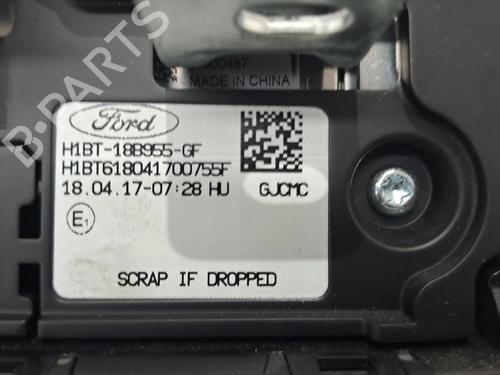 MADE IN CHINA
Ford
H1BT-18B955-GF
H1BT618041700755F
18.04.17-07:28 HU
GJCMC
E1
SCRAP IF DROPPED
B-PARTS